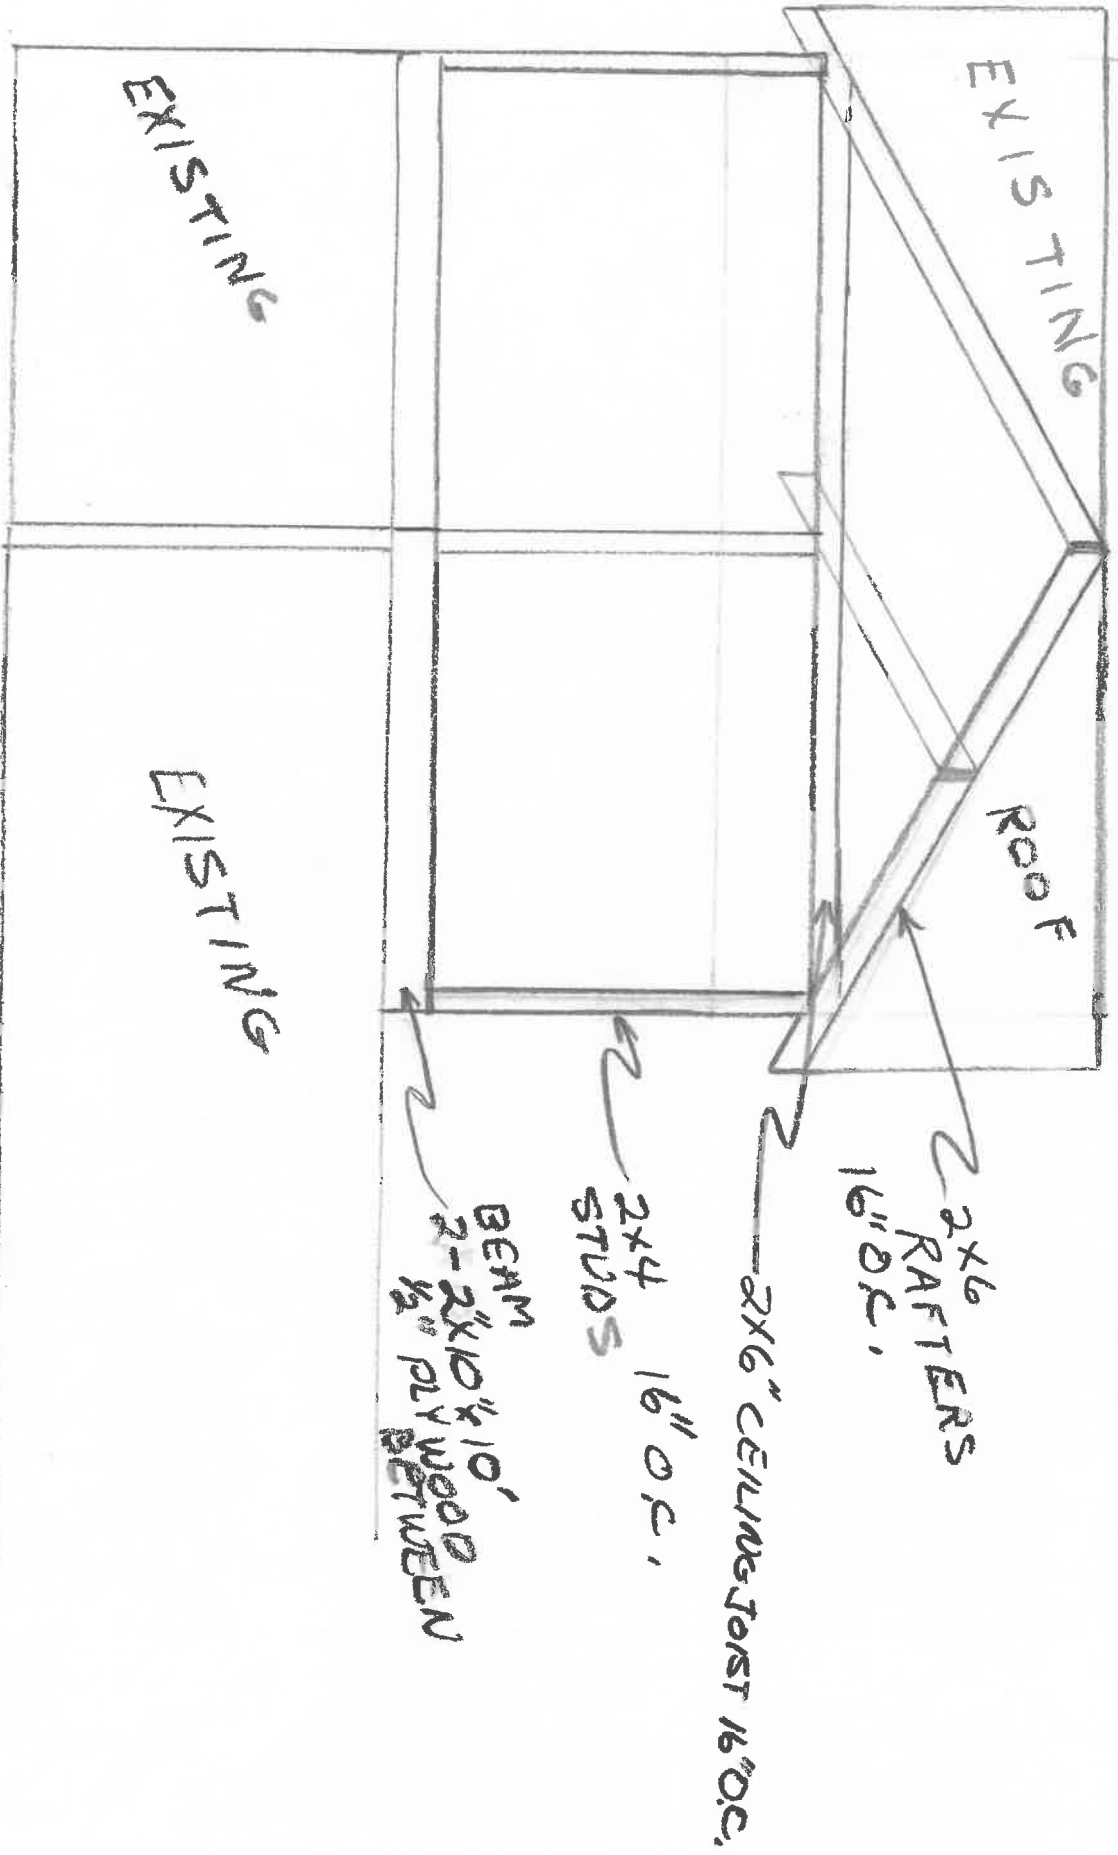 EXISTING
ROOF
2X6
RAFTERS
16" O.C.
2X6" CEILING JOIST 16" O.C.
2X4 16" O.C.
STUDS
BEAM
2-2"X10"X10'
1/2" PLYWOOD
BETWEEN
EXISTING
EXISTING